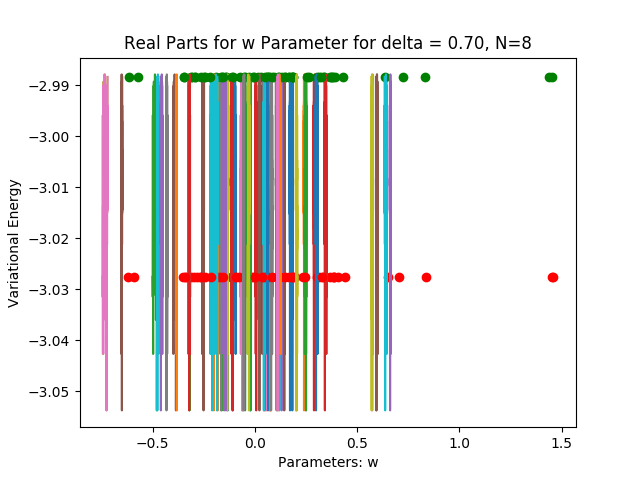 Real Parts for w Parameter for delta = 0.70, N=8
−2.99
−3.00
−3.01
−3.02
−3.03
−3.04
−3.05
Variational Energy
−0.5 0.0 0.5 1.0 1.5
Parameters: w